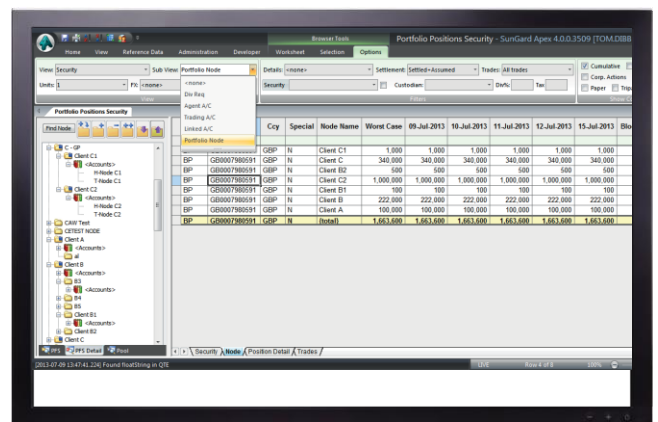 Browser Tools
Portfolio Positions Security - SunGard Apex 4.0.0.3509 [TOM.DIBB
Home View Reference Data Administration Developer Worksheet Selection Options
View: Security Sub View: Portfolio Node Details: <none> Settlement: Settled+Assumed Trades: All trades Cumulative
Units: 1 FX: <none> Security Custodian: Div%: Tax Corp. Actions
Paper
View Filters
<none>
Div Req
Agent A/C
Trading A/C
Linked A/C
Portfolio Node
Portfolio Positions Security
Find Node
C - GP
Client C1
<Accounts>
m-Node C1
T-Node C1
Client C2
<Accounts>
m-Node C2
T-Node C2
CAW Test
CETEST NODE
Client A
<Accounts>
al
Client B
<Accounts>
B3
<Accounts>
B4
B5
Client B1
<Accounts>
Client B2
Client C
PFS PFS Detail Pool
Ccy Special Node Name Worst Case 09-Jul-2013 10-Jul-2013 11-Jul-2013 12-Jul-2013 15-Jul-2013 Blo
BP GB0007980591 GBP N Client C1 1,000 1,000 1,000 1,000 1,000 1,000
BP GB0007980591 GBP N Client C 340,000 340,000 340,000 340,000 340,000 340,000
BP GB0007980591 GBP N Client B2 500 500 500 500 500 500
BP GB0007980591 GBP N Client C2 1,000,000 1,000,000 1,000,000 1,000,000 1,000,000 1,000,000
BP GB0007980591 GBP N Client B1 100 100 100 100 100 100
BP GB0007980591 GBP N Client B 222,000 222,000 222,000 222,000 222,000 222,000
BP GB0007980591 GBP N Client A 100,000 100,000 100,000 100,000 100,000 100,000
BP GB0007980591 GBP N (total) 1,663,600 1,663,600 1,663,600 1,663,600 1,663,600 1,663,600
Security Node Position Detail Trades
[2013-07-09 13:47:41.224] Found floatString in QTE LIVE Row 4 of 8 100%